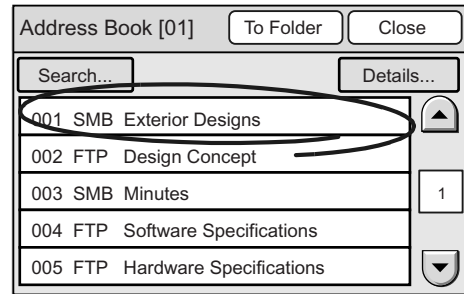 Address Book [01] To Folder Close
Search... Details...
001 SMB Exterior Designs
002 FTP Design Concept
003 SMB Minutes
1
004 FTP Software Specifications
005 FTP Hardware Specifications